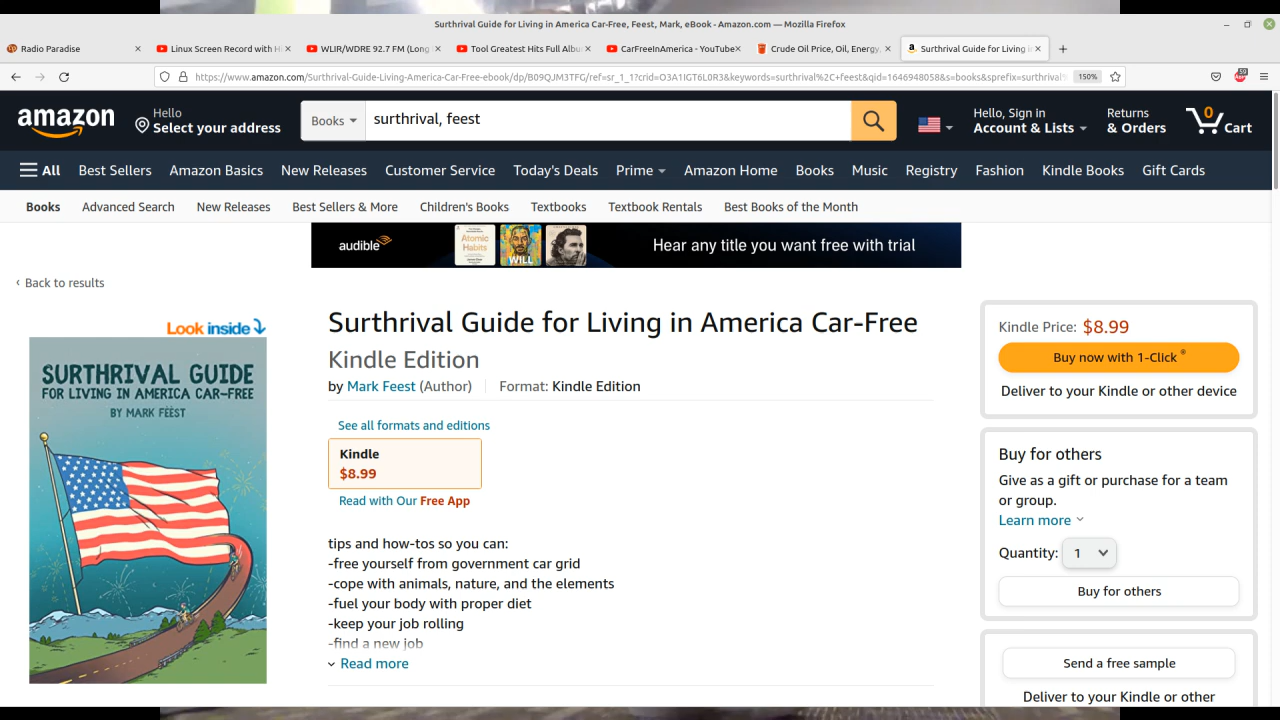 Surthrival Guide for Living in America Car-Free, Feest, Mark, eBook - Amazon.com — Mozilla Firefox
Radio Paradise
Linux Screen Record with H
WLIR/WDRE 92.7 FM (Long
Tool Greatest Hits Full Albu
CarFreeInAmerica - YouTube
Crude Oil Price, Oil, Energy,
Surthrival Guide for Living i
https://www.amazon.com/Surthrival-Guide-Living-America-Car-Free-ebook/dp/B09QJM3TFG/ref=sr_1_1?crid=O3A1IGT6L0R3&keywords=surthrival%2C+feest&qid=1646948058&s=books&sprefix=surthrival
150%
amazon
Hello
Select your address
Books
surthrival, feest
Hello, Sign in
Account & Lists
Returns
& Orders
0
Cart
All
Best Sellers
Amazon Basics
New Releases
Customer Service
Today's Deals
Prime
Amazon Home
Books
Music
Registry
Fashion
Kindle Books
Gift Cards
Books
Advanced Search
New Releases
Best Sellers & More
Children's Books
Textbooks
Textbook Rentals
Best Books of the Month
audible
Atomic
Habits
WILL
Hear any title you want free with trial
‹ Back to results
Look inside
SURTHRIVAL GUIDE
FOR LIVING IN AMERICA CAR-FREE
BY MARK FEEST
Surthrival Guide for Living in America Car-Free
Kindle Edition
by Mark Feest (Author)
Format: Kindle Edition
See all formats and editions
Kindle
$8.99
Read with Our Free App
tips and how-tos so you can:
-free yourself from government car grid
-cope with animals, nature, and the elements
-fuel your body with proper diet
-keep your job rolling
-find a new job
Read more
Kindle Price: $8.99
Buy now with 1-Click ®
Deliver to your Kindle or other device
Buy for others
Give as a gift or purchase for a team
or group.
Learn more
Quantity: 1
Buy for others
Send a free sample
Deliver to your Kindle or other